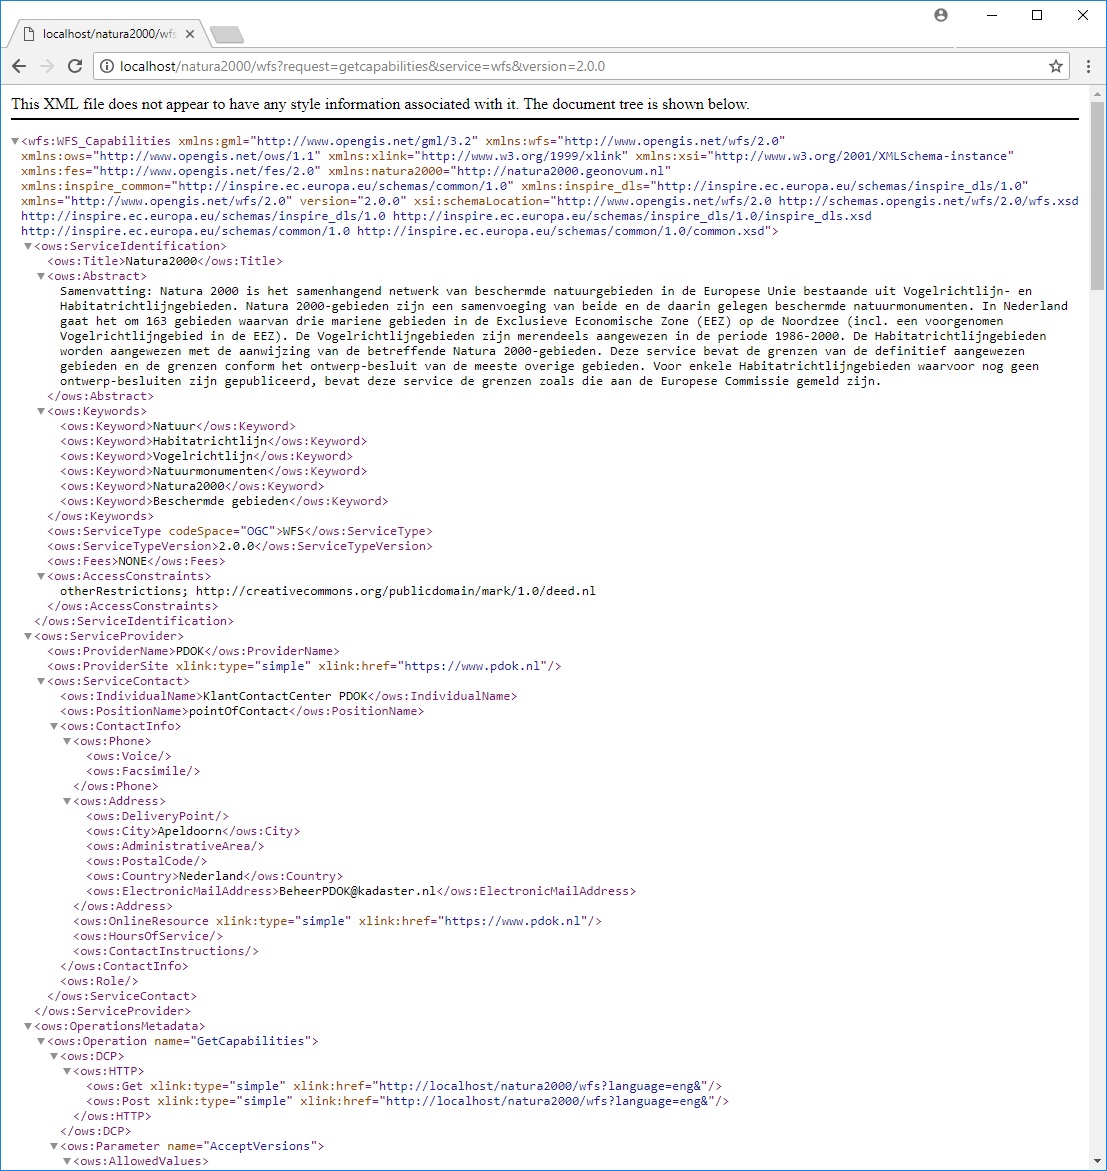 localhost/natura2000/wfs
localhost/natura2000/wfs?request=getcapabilities&service=wfs&version=2.0.0
This XML file does not appear to have any style information associated with it. The document tree is shown below.
<wfs:WFS_Capabilities xmlns:gml="http://www.opengis.net/gml/3.2" xmlns:wfs="http://www.opengis.net/wfs/2.0"
xmlns:ows="http://www.opengis.net/ows/1.1" xmlns:xlink="http://www.w3.org/1999/xlink" xmlns:xsi="http://www.w3.org/2001/XMLSchema-instance"
xmlns:fes="http://www.opengis.net/fes/2.0" xmlns:natura2000="http://natura2000.geonovum.nl"
xmlns:inspire_common="http://inspire.ec.europa.eu/schemas/common/1.0" xmlns:inspire_dls="http://inspire.ec.europa.eu/schemas/inspire_dls/1.0"
xmlns="http://www.opengis.net/wfs/2.0" version="2.0.0" xsi:schemaLocation="http://www.opengis.net/wfs/2.0 http://schemas.opengis.net/wfs/2.0/wfs.xsd
http://inspire.ec.europa.eu/schemas/inspire_dls/1.0 http://inspire.ec.europa.eu/schemas/inspire_dls/1.0/inspire_dls.xsd
http://inspire.ec.europa.eu/schemas/common/1.0 http://inspire.ec.europa.eu/schemas/common/1.0/common.xsd">
<ows:ServiceIdentification>
<ows:Title>Natura2000</ows:Title>
<ows:Abstract>
Samenvatting: Natura 2000 is het samenhangend netwerk van beschermde natuurgebieden in de Europese Unie bestaande uit Vogelrichtlijn- en
Habitatrichtlijngebieden. Natura 2000-gebieden zijn een samenvoeging van beide en de daarin gelegen beschermde natuurmonumenten. In Nederland
gaat het om 163 gebieden waarvan drie mariene gebieden in de Exclusieve Economische Zone (EEZ) op de Noordzee (incl. een voorgenomen
Vogelrichtlijngebied in de EEZ). De Vogelrichtlijngebieden zijn merendeels aangewezen in de periode 1986-2000. De Habitatrichtlijngebieden
worden aangewezen met de aanwijzing van de betreffende Natura 2000-gebieden. Deze service bevat de grenzen van de definitief aangewezen
gebieden en de grenzen conform het ontwerp-besluit van de meeste overige gebieden. Voor enkele Habitatrichtlijngebieden waarvoor nog geen
ontwerp-besluiten zijn gepubliceerd, bevat deze service de grenzen zoals die aan de Europese Commissie gemeld zijn.
</ows:Abstract>
<ows:Keywords>
<ows:Keyword>Natuur</ows:Keyword>
<ows:Keyword>Habitatrichtlijn</ows:Keyword>
<ows:Keyword>Vogelrichtlijn</ows:Keyword>
<ows:Keyword>Natuurmonumenten</ows:Keyword>
<ows:Keyword>Natura2000</ows:Keyword>
<ows:Keyword>Beschermde gebieden</ows:Keyword>
</ows:Keywords>
<ows:ServiceType codeSpace="OGC">WFS</ows:ServiceType>
<ows:ServiceTypeVersion>2.0.0</ows:ServiceTypeVersion>
<ows:Fees>NONE</ows:Fees>
<ows:AccessConstraints>
otherRestrictions; http://creativecommons.org/publicdomain/mark/1.0/deed.nl
</ows:AccessConstraints>
</ows:ServiceIdentification>
<ows:ServiceProvider>
<ows:ProviderName>PDOK</ows:ProviderName>
<ows:ProviderSite xlink:type="simple" xlink:href="https://www.pdok.nl"/>
<ows:ServiceContact>
<ows:IndividualName>KlantContactCenter PDOK</ows:IndividualName>
<ows:PositionName>pointOfContact</ows:PositionName>
<ows:ContactInfo>
<ows:Phone>
<ows:Voice/>
<ows:Facsimile/>
</ows:Phone>
<ows:Address>
<ows:DeliveryPoint/>
<ows:City>Apeldoorn</ows:City>
<ows:AdministrativeArea/>
<ows:PostalCode/>
<ows:Country>Nederland</ows:Country>
<ows:ElectronicMailAddress>BeheerPDOK@kadaster.nl</ows:ElectronicMailAddress>
</ows:Address>
<ows:OnlineResource xlink:type="simple" xlink:href="https://www.pdok.nl"/>
<ows:HoursOfService/>
<ows:ContactInstructions/>
</ows:ContactInfo>
<ows:Role/>
</ows:ServiceContact>
</ows:ServiceProvider>
<ows:OperationsMetadata>
<ows:Operation name="GetCapabilities">
<ows:DCP>
<ows:HTTP>
<ows:Get xlink:type="simple" xlink:href="http://localhost/natura2000/wfs?language=eng&"/>
<ows:Post xlink:type="simple" xlink:href="http://localhost/natura2000/wfs?language=eng&"/>
</ows:HTTP>
</ows:DCP>
<ows:Parameter name="AcceptVersions">
<ows:AllowedValues>